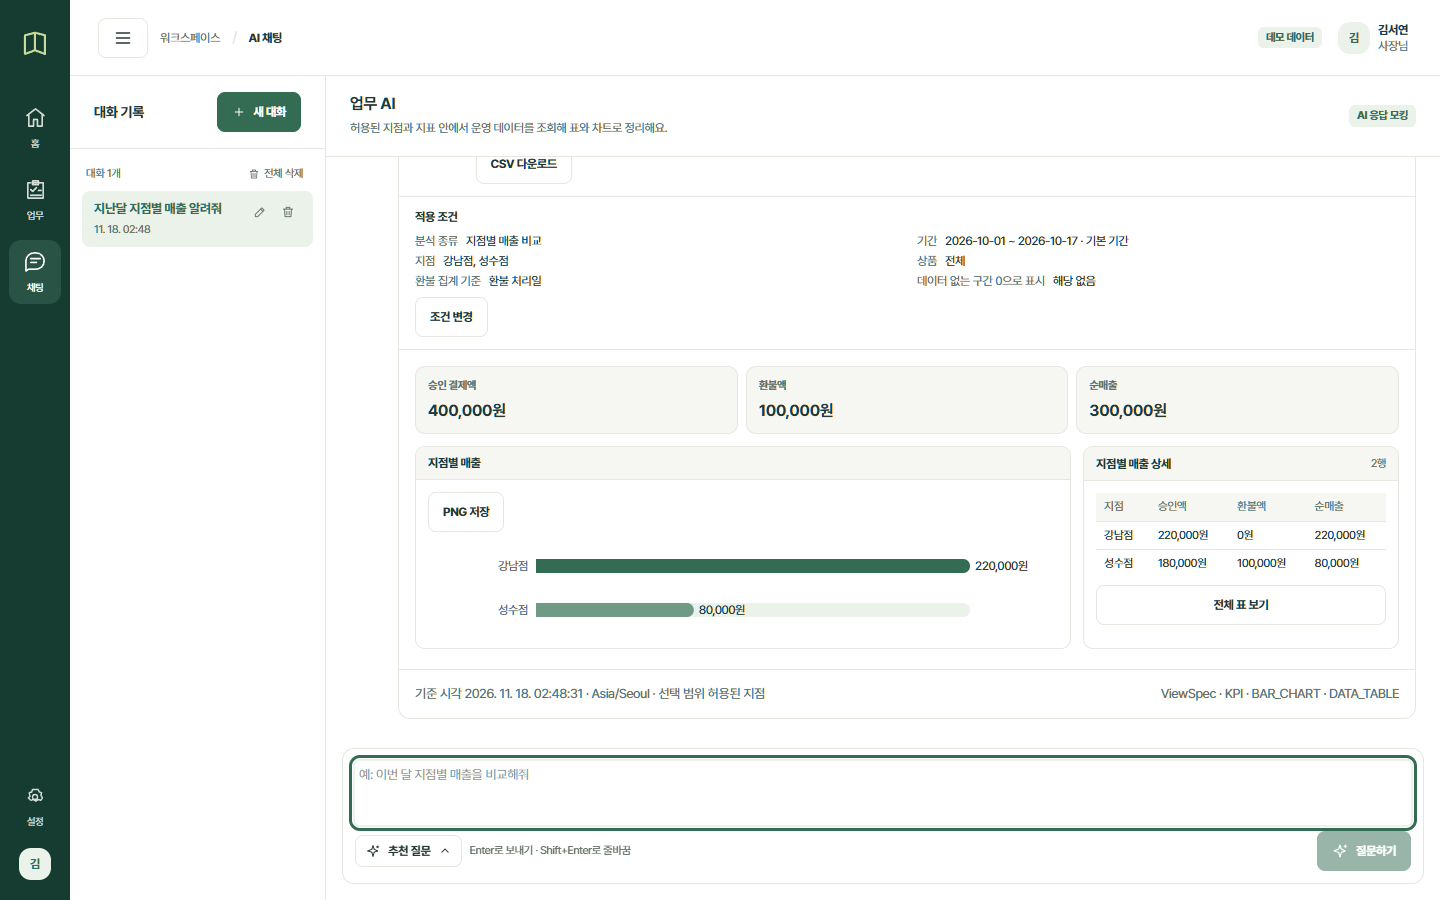 워크스페이스 / AI 채팅
데모 데이터
김
김서연
사장님
홈
업무
채팅
설정
김
대화 기록
+ 새 대화
대화 1개
전체 삭제
지난달 지점별 매출 알려줘
11. 18. 02:48
업무 AI
허용된 지점과 지표 안에서 운영 데이터를 조회해 표와 차트로 정리해요.
AI 응답 모킹
CSV 다운로드
적용 조건
분석 종류 지점별 매출 비교
기간 2026-10-01 ~ 2026-10-17 · 기본 기간
지점 강남점, 성수점
상품 전체
환불 집계 기준 환불 처리일
데이터 없는 구간 0으로 표시 해당 없음
조건 변경
승인 결제액
400,000원
환불액
100,000원
순매출
300,000원
지점별 매출
PNG 저장
강남점 220,000원
성수점 80,000원
지점별 매출 상세 2행
지점 승인액 환불액 순매출
강남점 220,000원 0원 220,000원
성수점 180,000원 100,000원 80,000원
전체 표 보기
기준 시각 2026. 11. 18. 02:48:31 · Asia/Seoul · 선택 범위 허용된 지점
ViewSpec · KPI · BAR_CHART · DATA_TABLE
예: 이번 달 지점별 매출을 비교해줘
추천 질문
Enter로 보내기 · Shift+Enter로 줄바꿈
질문하기